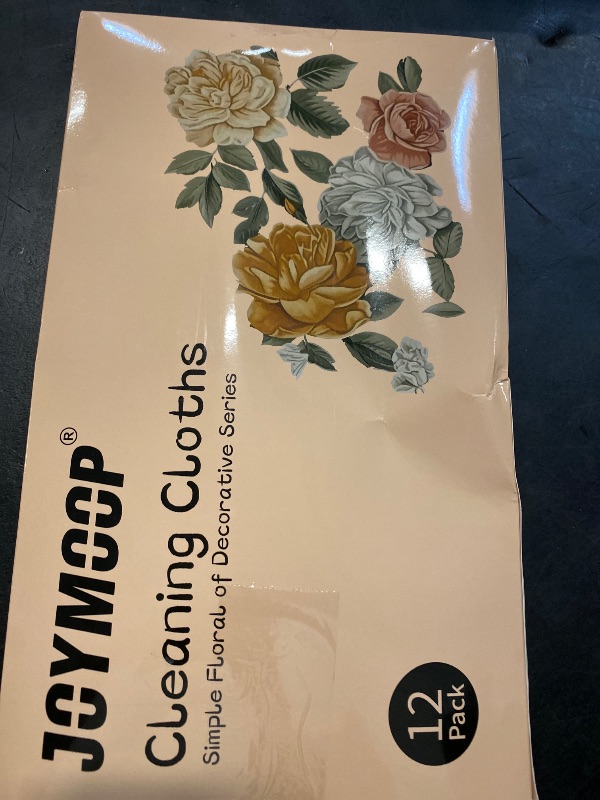 JOYMOOP®
Cleaning Cloths
Simple Floral of Decorative Series
12
Pack